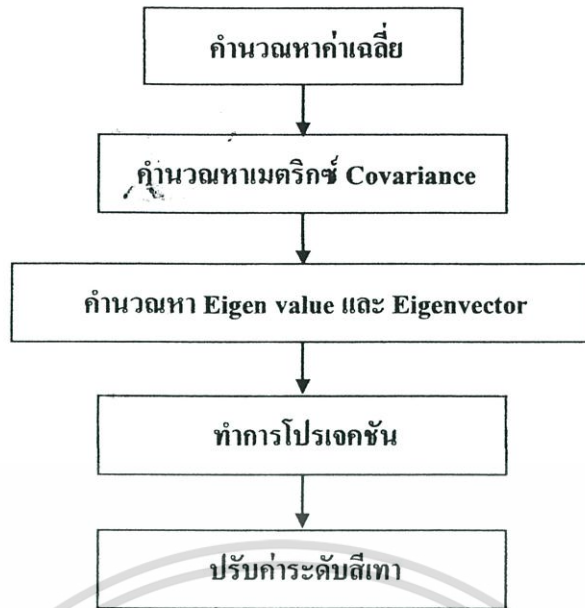 คำนวณหาค่าเฉลี่ย
คำนวณหาเมตริกซ์ Covariance
คำนวณหา Eigen value และ Eigenvector
ทำการโปรเจคชัน
ปรับค่าระดับสีเทา